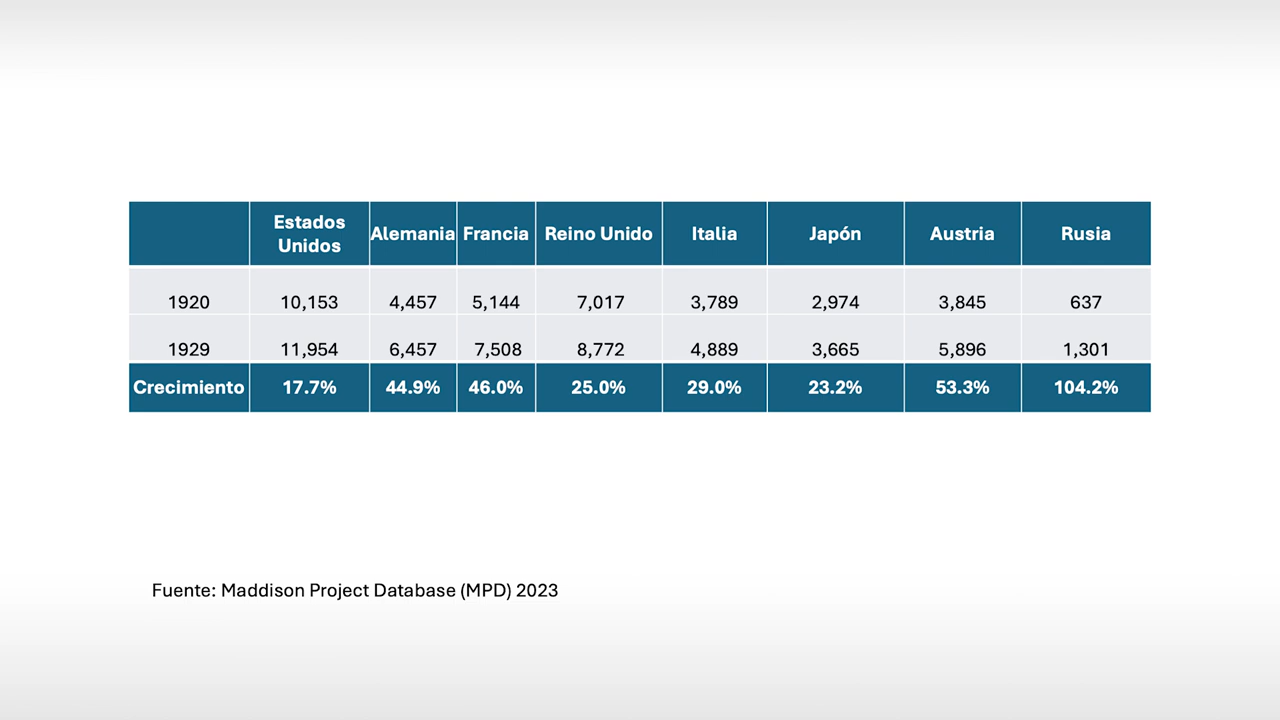 Estados Unidos Alemania Francia Reino Unido Italia Japón Austria Rusia
1920 10,153 4,457 5,144 7,017 3,789 2,974 3,845 637
1929 11,954 6,457 7,508 8,772 4,889 3,665 5,896 1,301
Crecimiento 17.7% 44.9% 46.0% 25.0% 29.0% 23.2% 53.3% 104.2%
Fuente: Maddison Project Database (MPD) 2023